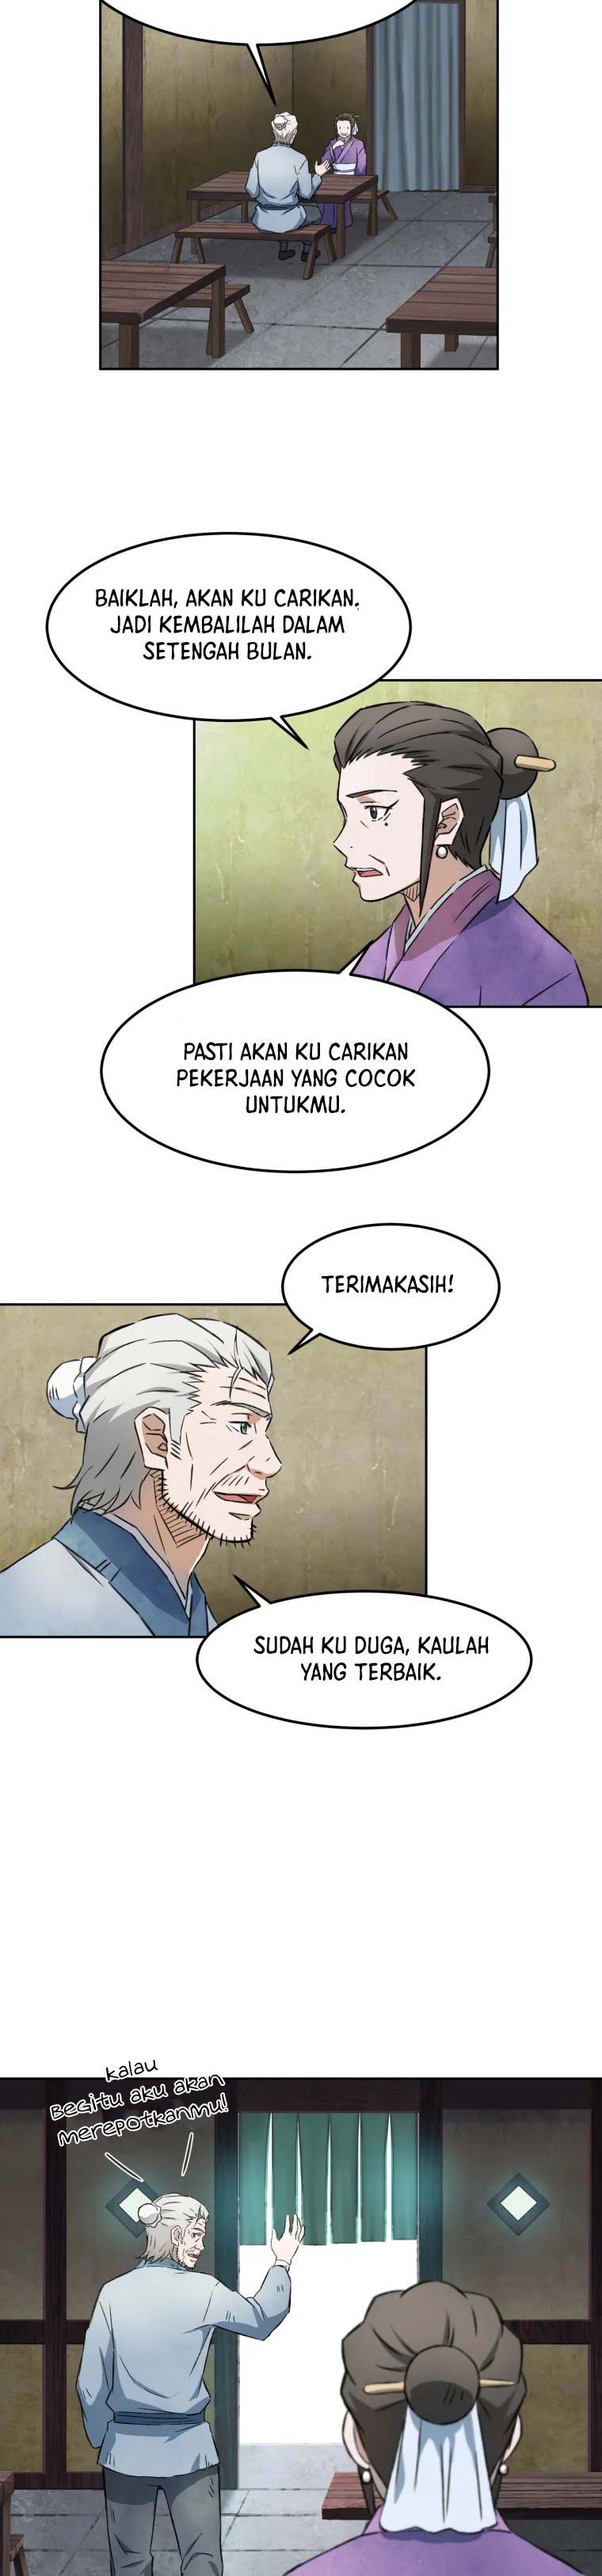 BAIKLAH, AKAN KU CARIKAN.
JADI KEMBALILAH DALAM
SETENGAH BULAN.
PASTI AKAN KU CARIKAN
PEKERJAAN YANG COCOK
UNTUKMU.
TERIMAKASIH!
SUDAH KU DUGA, KAULAH
YANG TERBAIK.
kalau
Begitu aku akan
merepotkanmu!